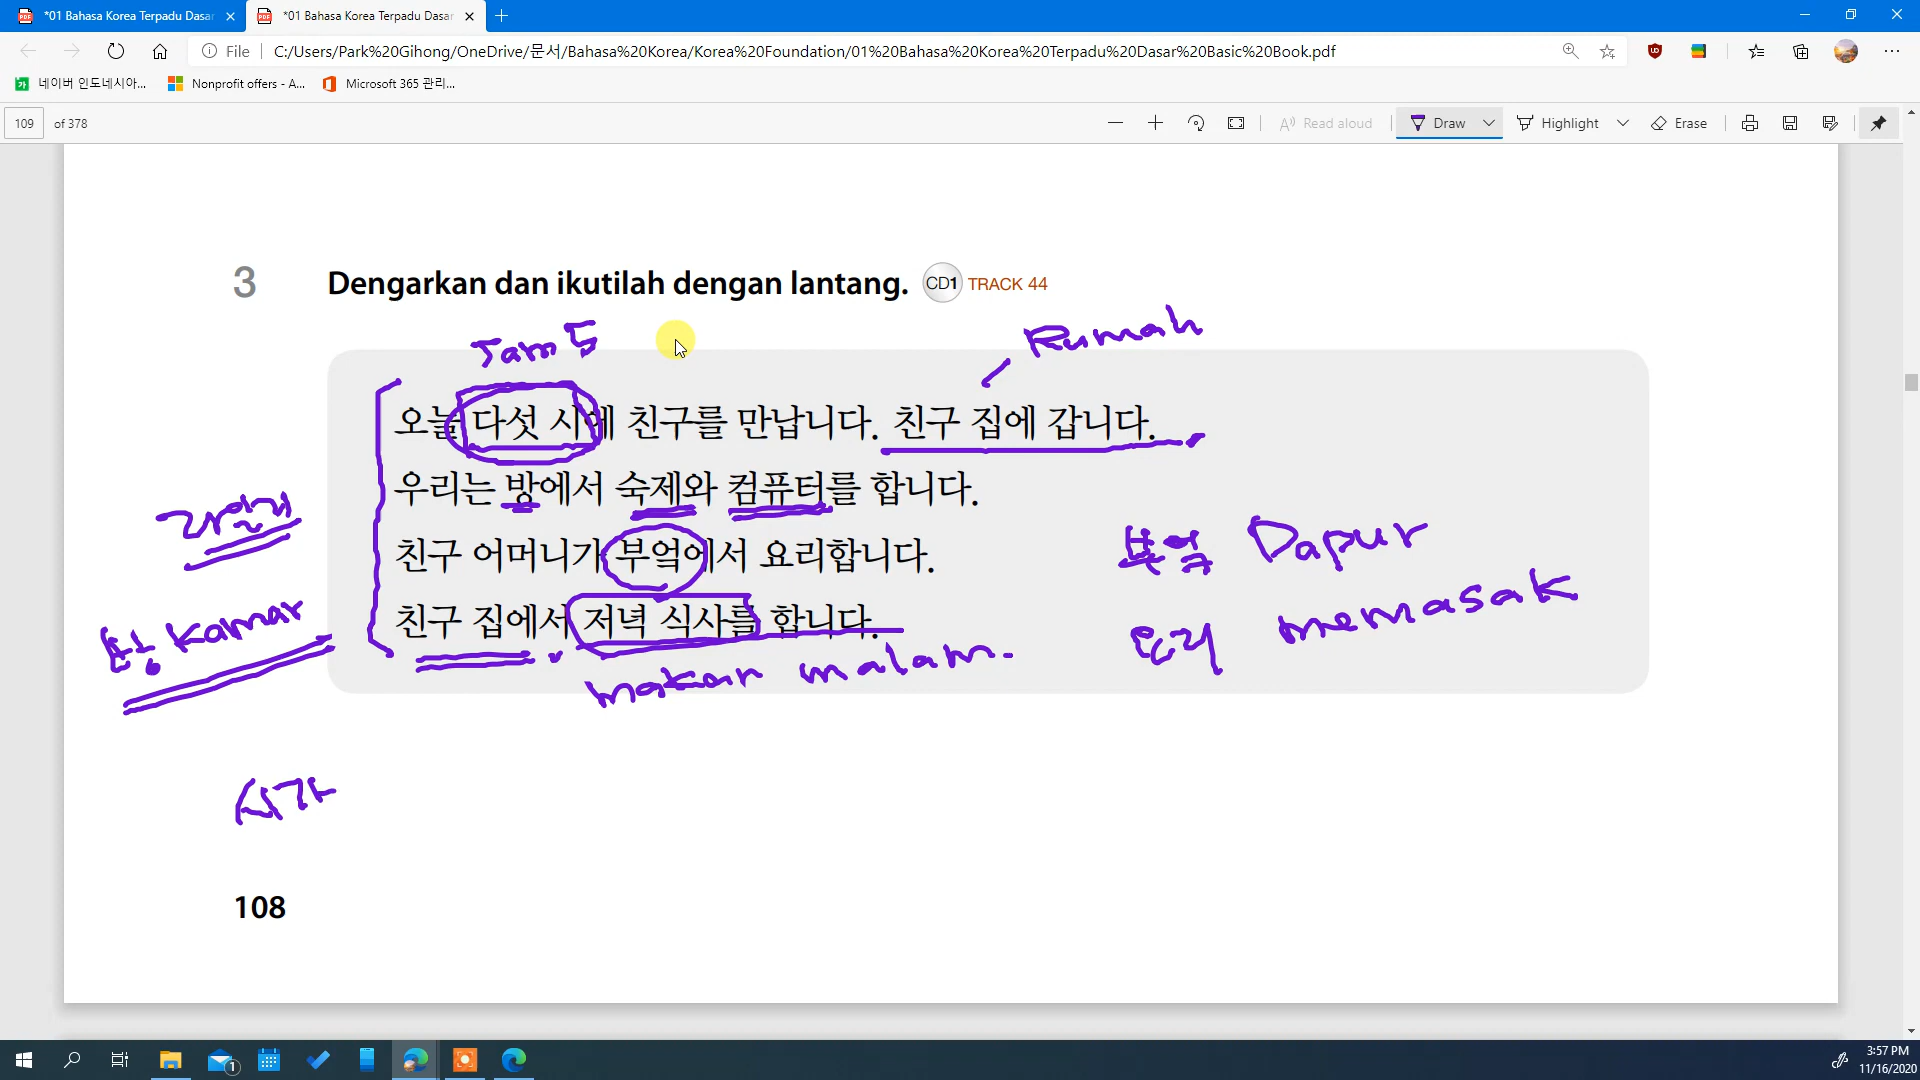 *01 Bahasa Korea Terpadu Dasar
*01 Bahasa Korea Terpadu Dasar
File
C:/Users/Park%20Gihong/OneDrive/문서/Bahasa%20Korea/Korea%20Foundation/01%20Bahasa%20Korea%20Terpadu%20Dasar%20Basic%20Book.pdf
네이버 인도네시아...
Nonprofit offers - A...
Microsoft 365 관리...
109 of 378
Read aloud
Draw
Highlight
Erase
3 Dengarkan dan ikutilah dengan lantang. CD1 TRACK 44
Jam 5
Rumah
오늘 다섯 시에 친구를 만납니다. 친구 집에 갑니다.
우리는 방에서 숙제와 컴퓨터를 합니다.
친구 어머니가 부엌에서 요리합니다.
친구 집에서 저녁 식사를 합니다.
부엌 Dapur
요리 memasak
방 Kamar
makan malam.
108
1
3:57 PM
11/16/2020